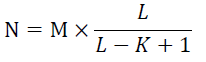 N = M × L / (L − K + 1)